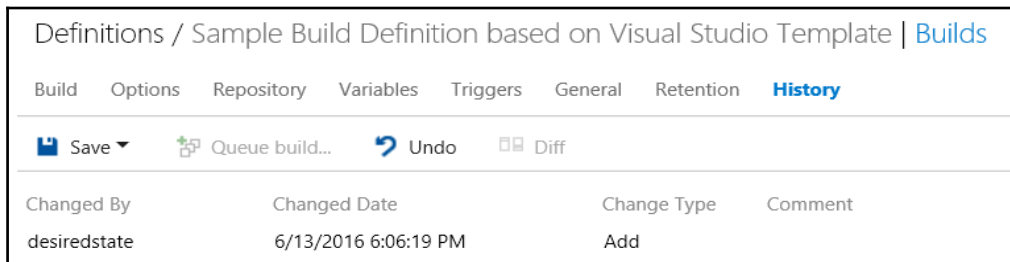 Definitions / Sample Build Definition based on Visual Studio Template | Builds
Build Options Repository Variables Triggers General Retention History
Save Queue build... Undo Diff
Changed By Changed Date Change Type Comment
desiredstate 6/13/2016 6:06:19 PM Add